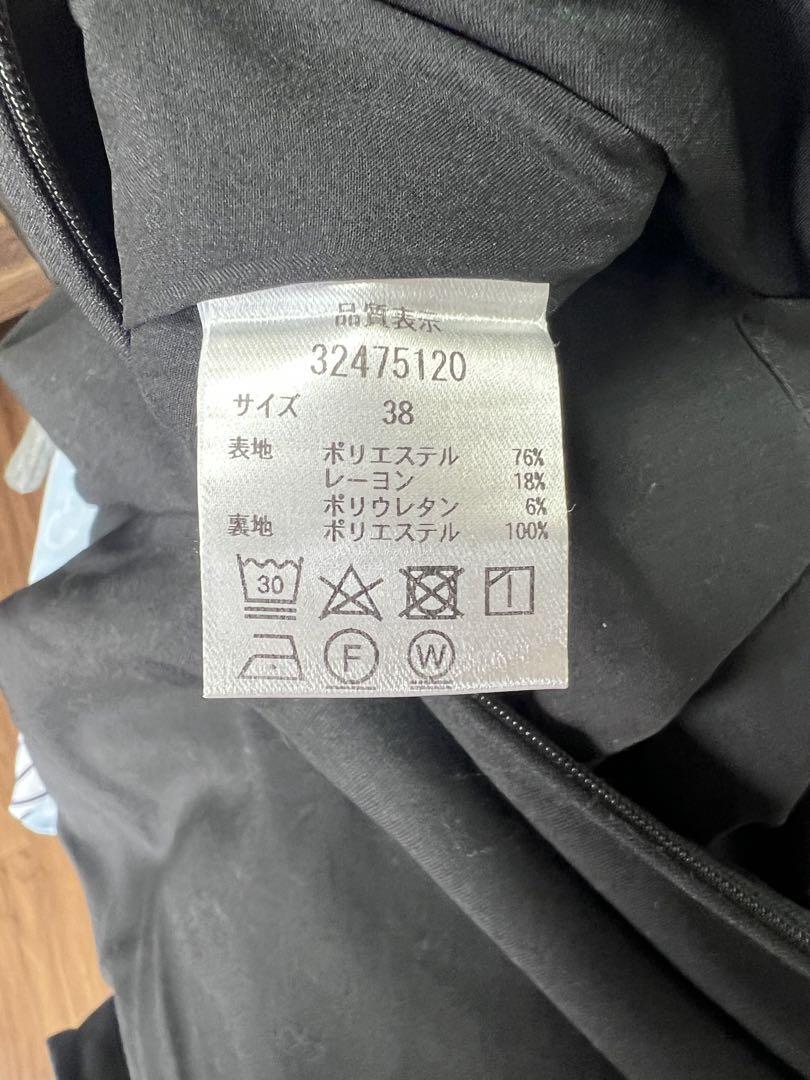 品質表示
32475120
サイズ 38
表地 ポリエステル 76%
レーヨン 18%
ポリウレタン 6%
裏地 ポリエステル 100%
30
F W